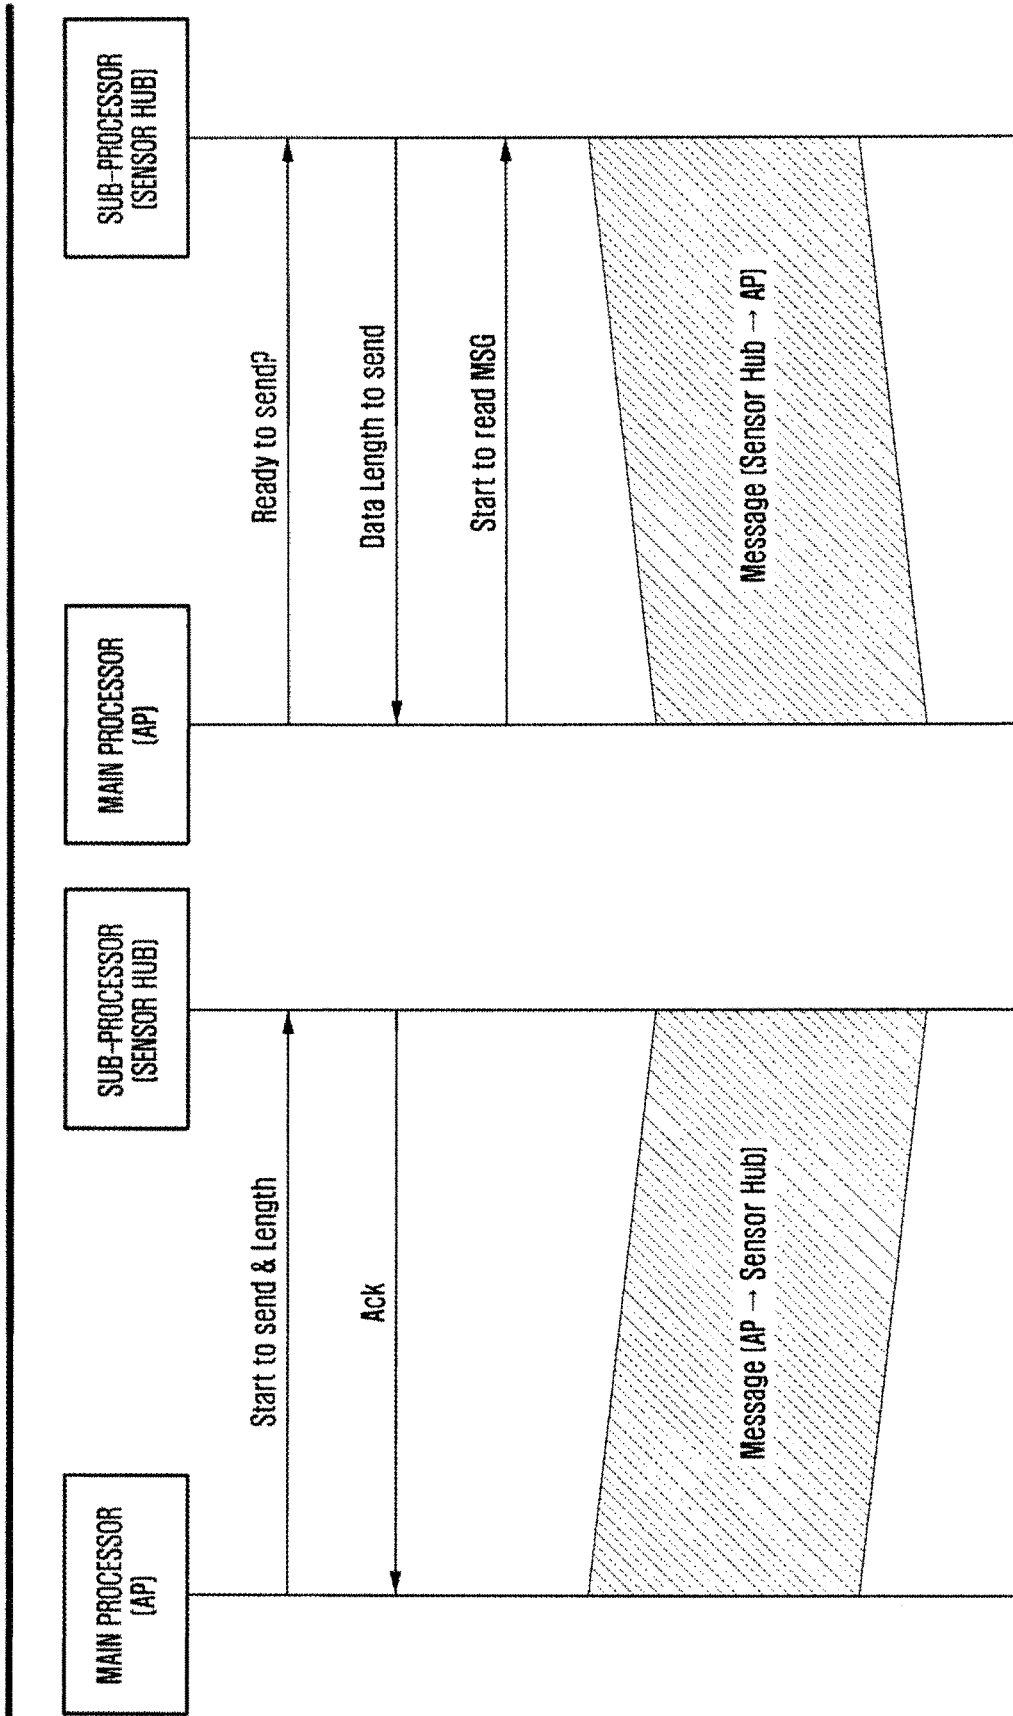 MAIN PROCESSOR
(AP)
SUB-PROCESSOR
(SENSOR HUB)
Start to send & Length
Ack
Message (AP → Sensor Hub)
MAIN PROCESSOR
(AP)
SUB-PROCESSOR
(SENSOR HUB)
Ready to send?
Data Length to send
Start to read MSG
Message (Sensor Hub → AP)